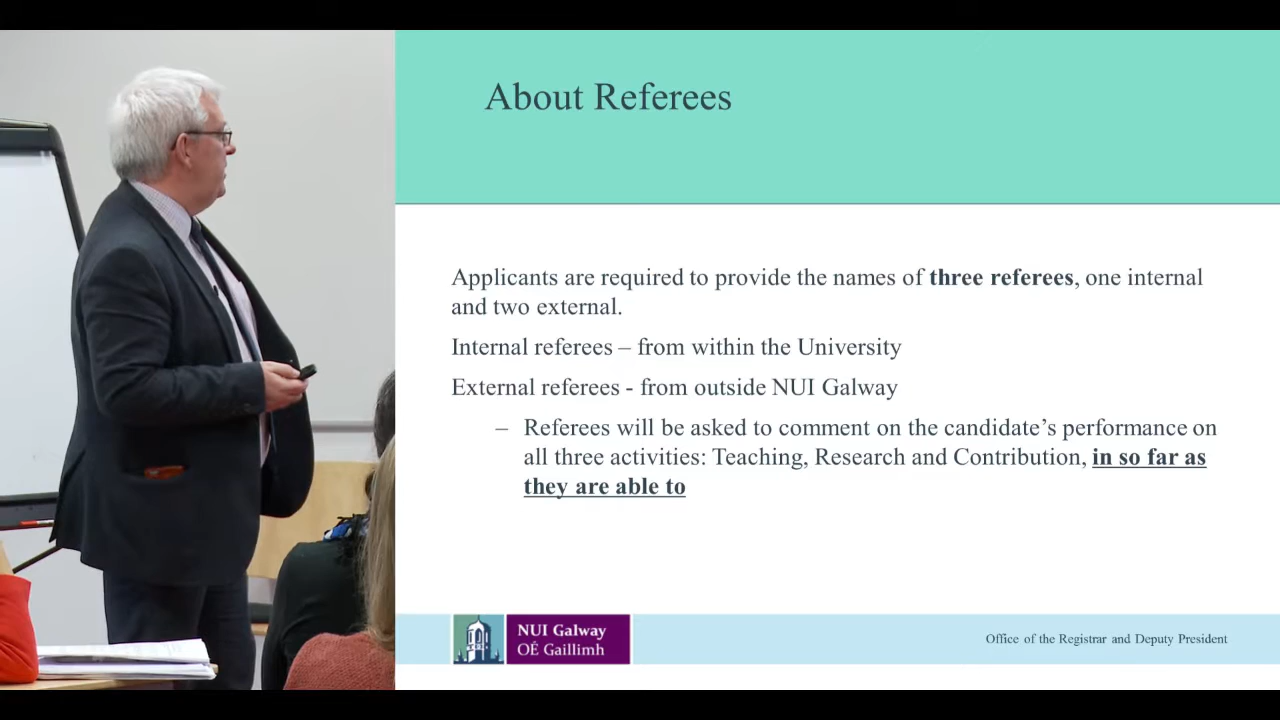 About Referees
Applicants are required to provide the names of three referees, one internal
and two external.
Internal referees – from within the University
External referees - from outside NUI Galway
– Referees will be asked to comment on the candidate’s performance on
all three activities: Teaching, Research and Contribution, in so far as
they are able to
NUI Galway
OÉ Gaillimh
Office of the Registrar and Deputy President